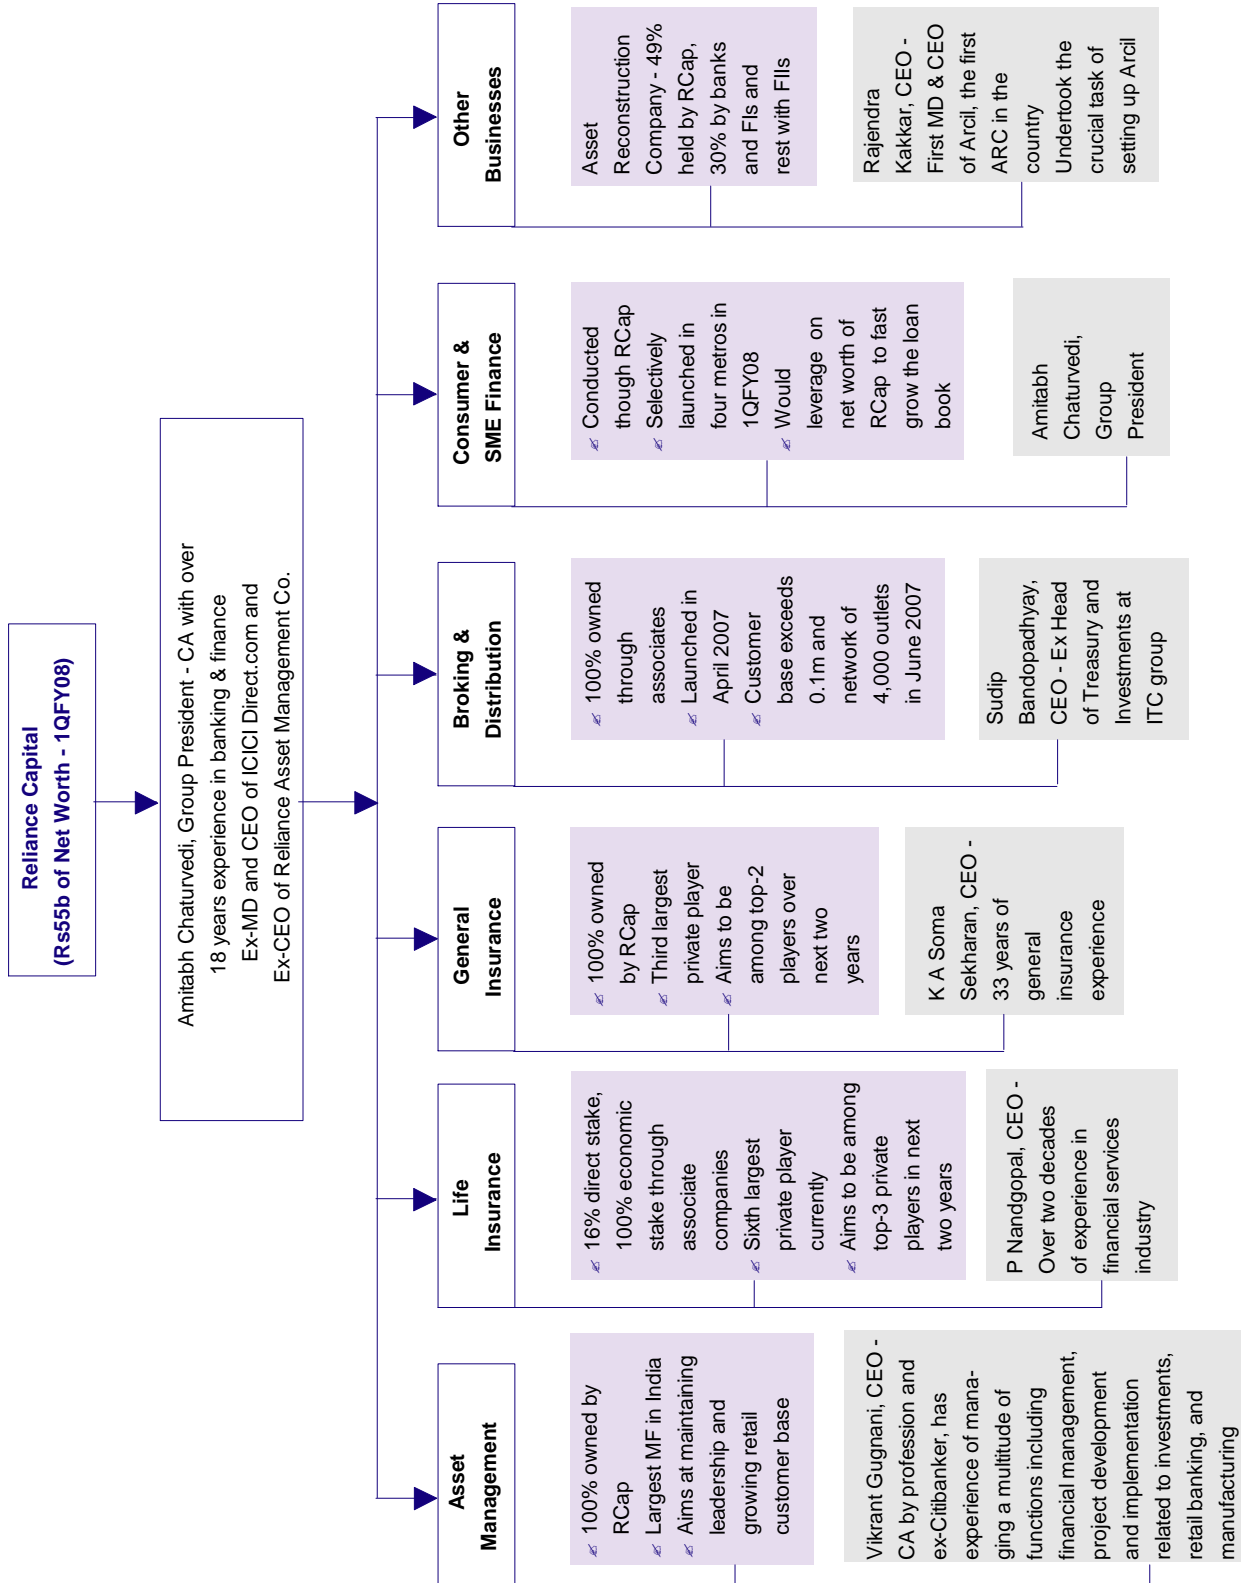 Reliance Capital
(Rs55b of Net Worth - 1QFY08)
Amitabh Chaturvedi, Group President - CA with over
18 years experience in banking & finance
Ex-MD and CEO of ICICI Direct.com and
Ex-CEO of Reliance Asset Management Co.
Asset
Management
100% owned by
RCap
Largest MF in India
Aims at maintaining
leadership and
growing retail
customer base
Vikrant Gugnani, CEO -
CA by profession and
ex-Citibanker, has
experience of mana-
ging a multitude of
functions including
financial management,
project development
and implementation
related to investments,
retail banking, and
manufacturing
Life
Insurance
16% direct stake,
100% economic
stake through
associate
companies
Sixth largest
private player
currently
Aims to be among
top-3 private
players in next
two years
P Nandgopal, CEO -
Over two decades
of experience in
financial services
industry
General
Insurance
100% owned
by RCap
Third largest
private player
Aims to be
among top-2
players over
next two
years
K A Soma
Sekharan, CEO -
33 years of
general
insurance
experience
Broking &
Distribution
100% owned
through
associates
Launched in
April 2007
Customer
base exceeds
0.1m and
network of
4,000 outlets
in June 2007
Sudip
Bandopadhyay,
CEO - Ex Head
of Treasury and
Investments at
ITC group
Consumer &
SME Finance
Conducted
though RCap
Selectively
launched in
four metros in
1QFY08
Would
leverage on
net worth of
RCap to fast
grow the loan
book
Amitabh
Chaturvedi,
Group
President
Other
Businesses
Asset
Reconstruction
Company - 49%
held by RCap,
30% by banks
and FIs and
rest with FIIs
Rajendra
Kakkar, CEO -
First MD & CEO
of Arcil, the first
ARC in the
country
Undertook the
crucial task of
setting up Arcil